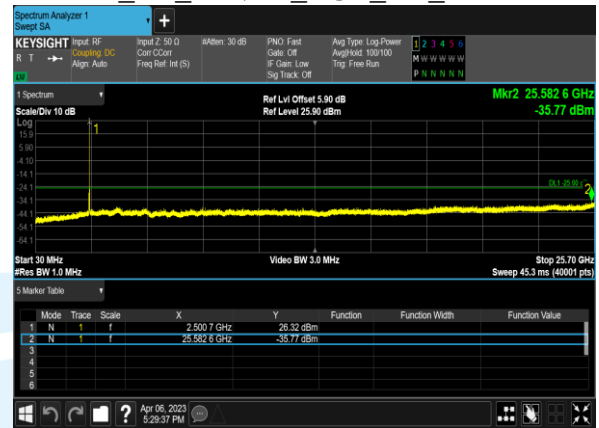 Spectrum Analyzer 1
Swept SA
KEYSIGHT Input: RF Input Z: 50 Ω #Atten: 30 dB PNO: Fast Avg Type: Log-Power 1 2 3 4 5 6
R T Coupling: DC Corr CCorr Gate: Off Avg|Hold: 100/100 M W W W W W
Align: Auto Freq Ref: Int (S) IF Gain: Low Trig: Free Run
Sig Track: Off P N N N N N
LV
1 Spectrum
Scale/Div 10 dB
Ref Lvl Offset 5.90 dB
Ref Level 25.90 dBm
Mkr2 25.582 6 GHz
-35.77 dBm
Log
15.9
5.90
-4.10
-14.1
-24.1
-34.1
-44.1
-54.1
-64.1
1
DL1 -25.00
2
Start 30 MHz Video BW 3.0 MHz Stop 25.70 GHz
#Res BW 1.0 MHz Sweep 45.3 ms (40001 pts)
5 Marker Table
Mode Trace Scale X Y Function Function Width Function Value
1 N 1 f 2.500 7 GHz 26.32 dBm
2 N 1 f 25.582 6 GHz -35.77 dBm
3
4
5
6
Apr 06, 2023
5:29:37 PM